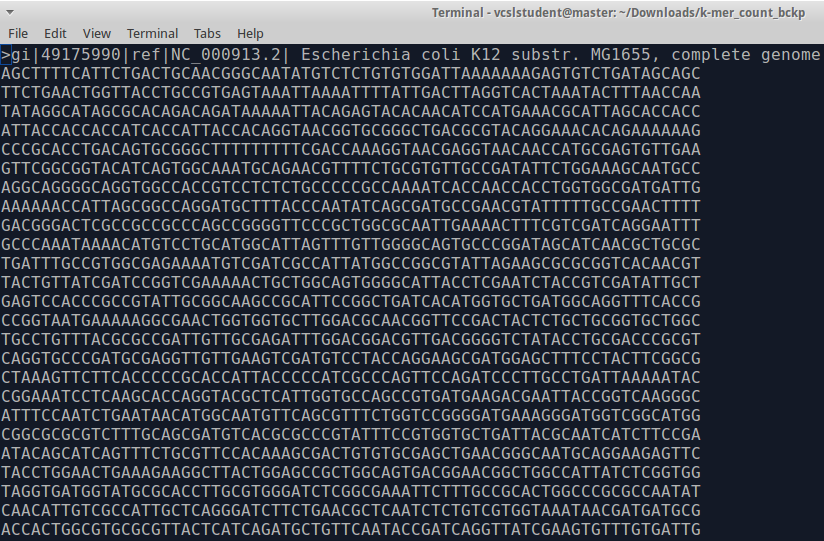 Terminal - vcslstudent@master: ~/Downloads/k-mer_count_bckp
File Edit View Terminal Tabs Help
>gi|49175990|ref|NC_000913.2| Escherichia coli K12 substr. MG1655, complete genome
AGCTTTTCATTCTGACTGCAACGGGCAATATGTCTCTGTGTGGATTAAAAAAAGAGTGTCTGATAGCAGC
TTCTGAACTGGTTACCTGCCGTGAGTAAATTAAAATTTTATTGACTTAGGTCACTAAATACTTTAACCAA
TATAGGCATAGCGCACAGACAGATAAAAATTACAGAGTACACAACATCCATGAAACGCATTAGCACCACC
ATTACCACCACCATCACCATTACCACAGGTAACGGTGCGGGCTGACGCGTACAGGAAACACAGAAAAAAG
CCCGCACCTGACAGTGCGGGCTTTTTTTTTCGACCAAAGGTAACGAGGTAACAACCATGCGAGTGTTGAA
GTTCGGCGGTACATCAGTGGCAAATGCAGAACGTTTTCTGCGTGTTGCCGATATTCTGGAAAGCAATGCC
AGGCAGGGGCAGGTGGCCACCGTCCTCTCTGCCCCCGCCAAAATCACCAACCACCTGGTGGCGATGATTG
AAAAAACCATTAGCGGCCAGGATGCTTTACCCAATATCAGCGATGCCGAACGTATTTTTGCCGAACTTTT
GACGGGACTCGCCGCCGCCCAGCCGGGGTTCCCGCTGGCGCAATTGAAAACTTTCGTCGATCAGGAATTT
GCCCAAATAAAACATGTCCTGCATGGCATTAGTTTGTTGGGGCAGTGCCCGGATAGCATCAACGCTGCGC
TGATTTGCCGTGGCGAGAAAATGTCGATCGCCATTATGGCCGGCGTATTAGAAGCGCGCGGTCACAACGT
TACTGTTATCGATCCGGTCGAAAAACTGCTGGCAGTGGGGCATTACCTCGAATCTACCGTCGATATTGCT
GAGTCCACCCGCCGTATTGCGGCAAGCCGCATTCCGGCTGATCACATGGTGCTGATGGCAGGTTTCACCG
CCGGTAATGAAAAAGGCGAACTGGTGGTGCTTGGACGCAACGGTTCCGACTACTCTGCTGCGGTGCTGGC
TGCCTGTTTACGCGCCGATTGTTGCGAGATTTGGACGGACGTTGACGGGGTCTATACCTGCGACCCGCGT
CAGGTGCCCGATGCGAGGTTGTTGAAGTCGATGTCCTACCAGGAAGCGATGGAGCTTTCCTACTTCGGCG
CTAAAGTTCTTCACCCCCGCACCATTACCCCCATCGCCCAGTTCCAGATCCCTTGCCTGATTAAAAATAC
CGGAAATCCTCAAGCACCAGGTACGCTCATTGGTGCCAGCCGTGATGAAGACGAATTACCGGTCAAGGGC
ATTTCCAATCTGAATAACATGGCAATGTTCAGCGTTTCTGGTCCGGGGATGAAAGGGATGGTCGGCATGG
CGGCGCGCGTCTTTGCAGCGATGTCACGCGCCCGTATTTCCGTGGTGCTGATTACGCAATCATCTTCCGA
ATACAGCATCAGTTTCTGCGTTCCACAAAGCGACTGTGTGCGAGCTGAACGGGCAATGCAGGAAGAGTTC
TACCTGGAACTGAAAGAAGGCTTACTGGAGCCGCTGGCAGTGACGGAACGGCTGGCCATTATCTCGGTGG
TAGGTGATGGTATGCGCACCTTGCGTGGGATCTCGGCGAAATTCTTTGCCGCACTGGCCCGCGCCAATAT
CAACATTGTCGCCATTGCTCAGGGATCTTCTGAACGCTCAATCTCTGTCGTGGTAAATAACGATGATGCG
ACCACTGGCGTGCGCGTTACTCATCAGATGCTGTTCAATACCGATCAGGTTATCGAAGTGTTTGTGATTG